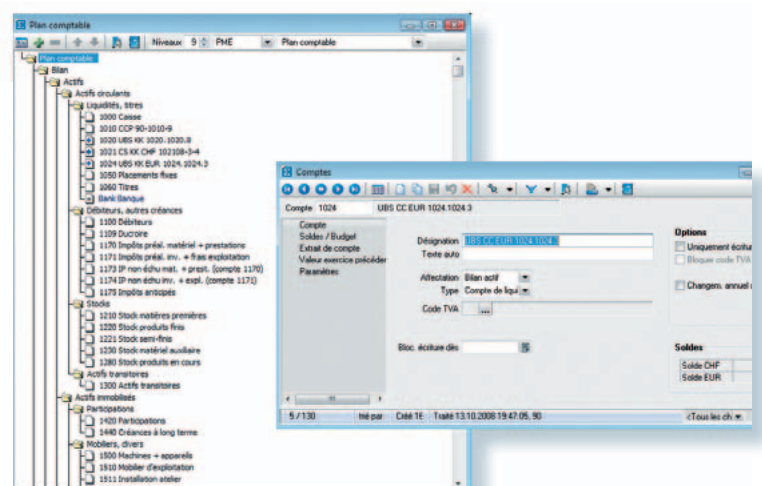 Plan comptable
Niveaux 9 PME Plan comptable
Plan comptable
Bilan
Actifs
Actifs circulants
Liquidités, titres
1000 Caisse
1010 CCP 90-1010-9
1020 UBS KK 1020.1020.8
1021 CS KK CHF 102108-3-4
1024 UBS KK EUR 1024.1024.3
1050 Placements fixes
1060 Titres
Bank Banque
Débiteurs, autres créances
1100 Débiteurs
1109 Ducroire
1170 Impôts préal. matériel + prestations
1171 Impôts préal. inv. + frais exploitation
1173 IP non échu mat. + prest. (compte 1170)
1174 IP non échu inv. + expl. (compte 1171)
1175 Impôts anticipés
Stocks
1210 Stock matières premières
1220 Stock produits finis
1221 Stock semi-finis
1230 Stock matériel auxiliaire
1280 Stock produits en cours
Actifs transitoires
1300 Actifs transitoires
Actifs immobilisés
Participations
1420 Participations
1440 Créances à long terme
Mobiliers, divers
1500 Machines + appareils
1510 Mobilier d'exploitation
1511 Installation atelier
Comptes
Compte 1024 UBS CC EUR 1024.1024.3
Compte
Soldes / Budget
Extrait de compte
Valeur exercice précéder
Paramètres
Désignation UBS CC EUR 1024.1024.3
Texte auto
Affectation Bilan actif
Type Compte de liqui
Code TVA ...
Bloc. écriture dès
Options
Uniquement écritur
Bloquer code TVA
Changem. annuel
Soldes
Solde CHF
Solde EUR
5 / 130 trié par Créé 16 Traité 13.10.2008 19:47:05, 90 <Tous les ch